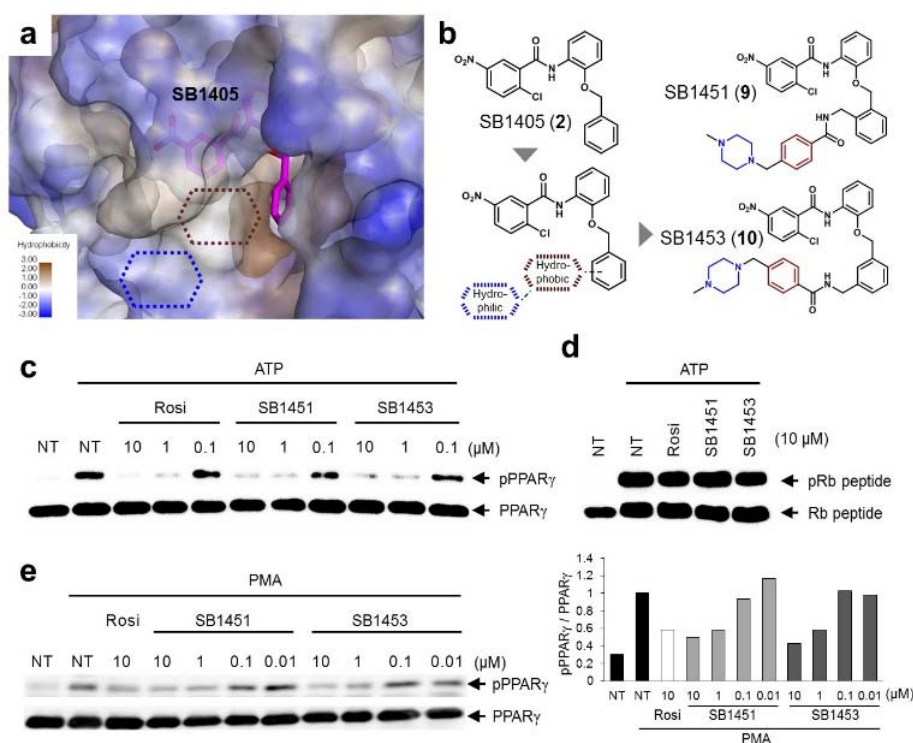 a
SB1405
Hydrophobicity
3.00
2.00
1.00
0.00
-1.00
-2.00
-3.00
b
O₂N
Cl
O
N
H
O
SB1405 (2)
O₂N
Cl
O
N
H
O
Hydro-
phobic
Hydro-
philic
SB1451 (9)
O₂N
Cl
O
N
H
O
NH
O
N
N
SB1453 (10)
O₂N
Cl
O
N
H
O
N
N
O
N
H
c
ATP
Rosi SB1451 SB1453
NT NT 10 1 0.1 10 1 0.1 10 1 0.1 (μM)
pPPARγ
PPARγ
d
ATP
NT NT Rosi SB1451 SB1453 (10 μM)
pRb peptide
Rb peptide
e
PMA
Rosi SB1451 SB1453
NT NT 10 10 1 0.1 0.01 10 1 0.1 0.01 (μM)
pPPARγ
PPARγ
pPPARγ / PPARγ
1.4
1.2
1
0.8
0.6
0.4
0.2
NT NT 10 10 1 0.1 0.01 10 1 0.1 0.01 (μM)
Rosi SB1451 SB1453
PMA